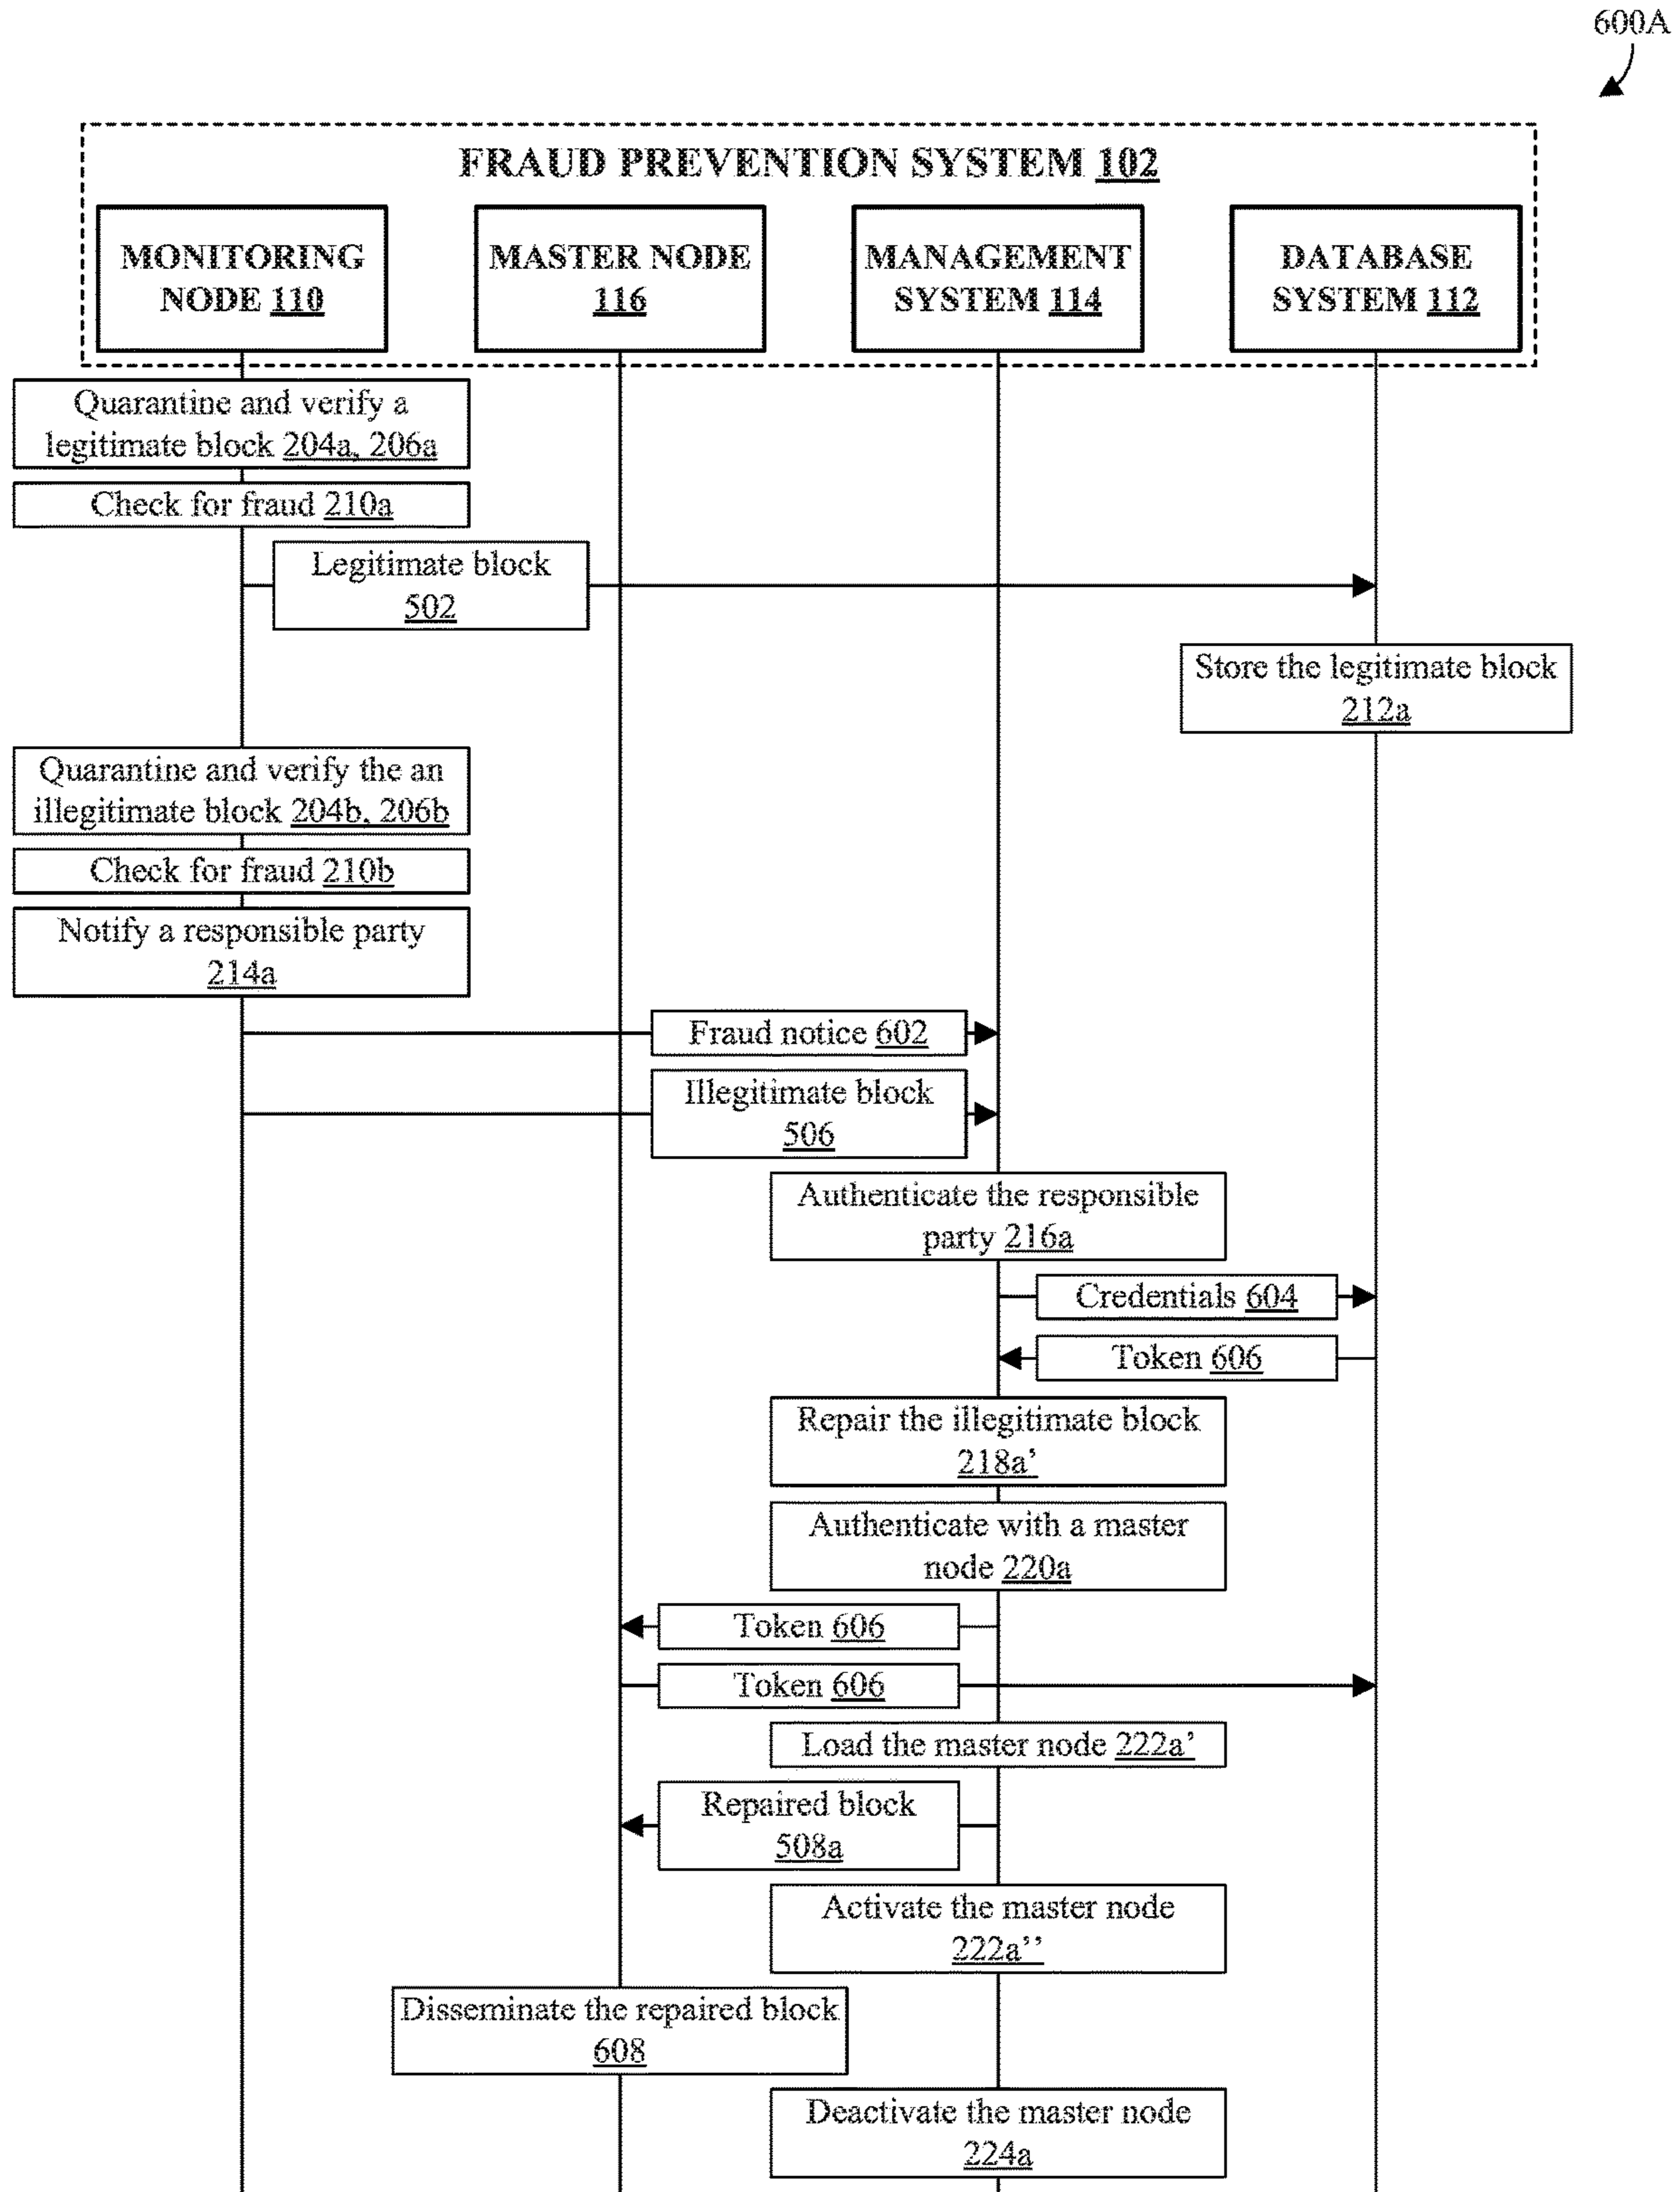 600A
FRAUD PREVENTION SYSTEM 102
MONITORING
NODE 110
MASTER NODE
116
MANAGEMENT
SYSTEM 114
DATABASE
SYSTEM 112
Quarantine and verify a
legitimate block 204a, 206a
Check for fraud 210a
Legitimate block
502
Store the legitimate block
212a
Quarantine and verify the an
illegitimate block 204b, 206b
Check for fraud 210b
Notify a responsible party
214a
Fraud notice 602
Illegitimate block
506
Authenticate the responsible
party 216a
Credentials 604
Token 606
Repair the illegitimate block
218a’
Authenticate with a master
node 220a
Token 606
Token 606
Load the master node 222a’
Repaired block
508a
Activate the master node
222a’’
Disseminate the repaired block
608
Deactivate the master node
224a